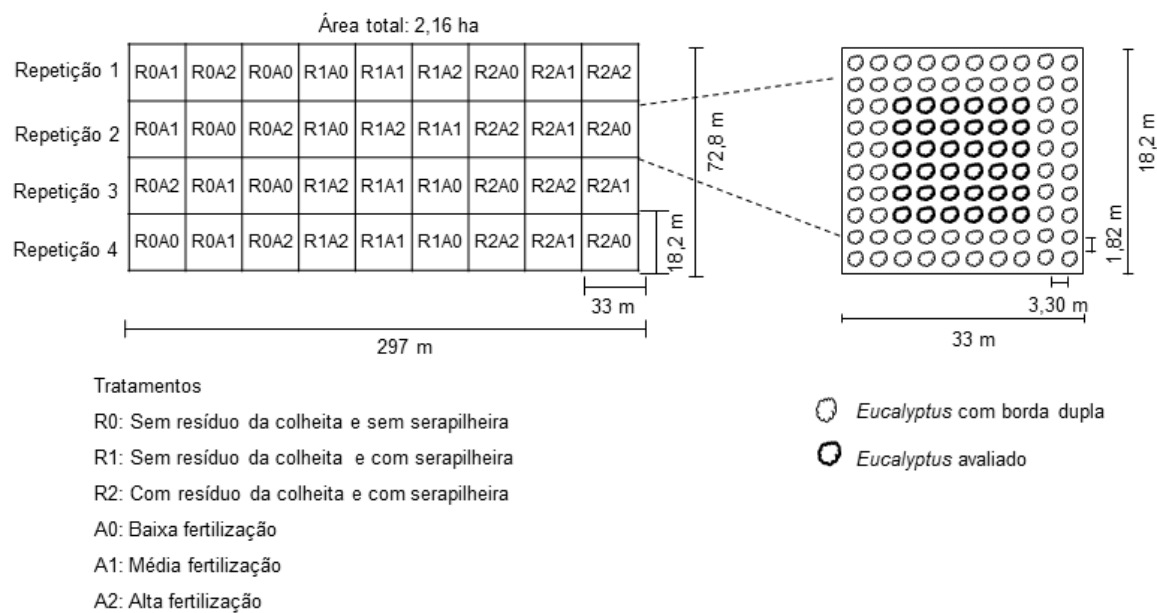 Área total: 2,16 ha
Repetição 1 R0A1 R0A2 R0A0 R1A0 R1A1 R1A2 R2A0 R2A1 R2A2
Repetição 2 R0A1 R0A0 R0A2 R1A0 R1A2 R1A1 R2A2 R2A1 R2A0
Repetição 3 R0A2 R0A1 R0A0 R1A2 R1A1 R1A0 R2A0 R2A2 R2A1
Repetição 4 R0A0 R0A1 R0A2 R1A2 R1A1 R1A0 R2A2 R2A1 R2A0
18,2 m
72,8 m
33 m
297 m
18,2 m
1,82 m
3,30 m
33 m
Tratamentos
R0: Sem resíduo da colheita e sem serapilheira
R1: Sem resíduo da colheita e com serapilheira
R2: Com resíduo da colheita e com serapilheira
A0: Baixa fertilização
A1: Média fertilização
A2: Alta fertilização
Eucalyptus com borda dupla
Eucalyptus avaliado